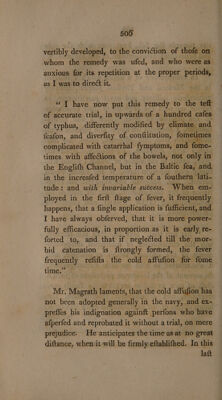 506
vertibly developed, to the conviction of those on
whom the remedy was uſed, and who were as
anxious for its repetition at the proper periods,
as I was to direct it.
“ I have now put this remedy to the teſt
of accurate trial, in upwards of a hundred caſes
of typhus, differently modified by climate and
ſeaſon, and diverſity of conſtitution, ſometimes
complicated with catarrhal ſymptoms, and ſome-
times with affections of the bowels, not only in
the Engliſh Channel, but in the Baltic ſea, and
in the increaſed temperature of a ſouthern lati-
tude : and with invariable success. When em-
ployed in the firſt ſtage of fever, it frequently
happens, that a ſingle application is ſufficient, and
I have always obſerved, that it is more power-
fully efficacious, in proportion as it is early re-
ſorted to, and that if neglected till the mor-
bid catenation is ſtrongly formed, the fever
frequently reſiſts the cold affuſion for ſome
time.”
Mr. Magrath laments, that the cold affuſion has
not been adopted generally in the navy, and ex-
preſſes his indignation againſt perſons who have
aſperſed and reprobated it without a trial, on mere
prejudice. He anticipates the time as at no great
diſtance, when it will be firmly eſtabliſhed. In this
laſt